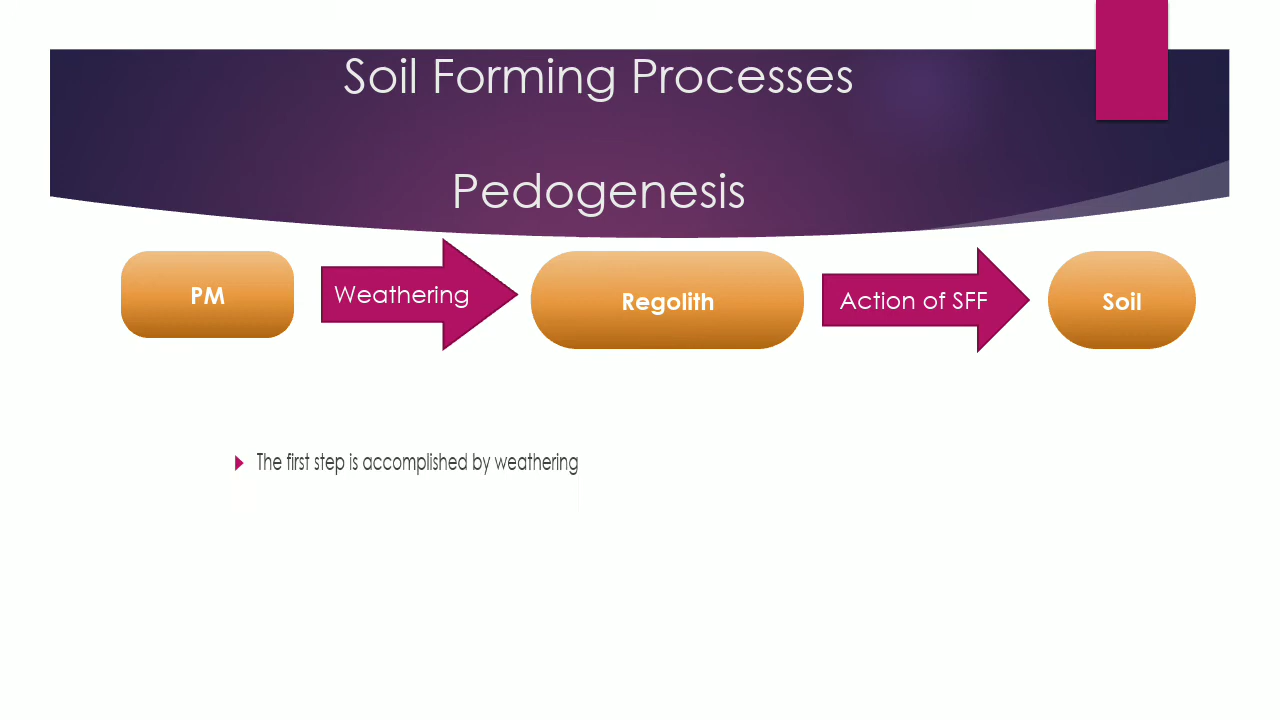 Soil Forming Processes
Pedogenesis
PM
Weathering
Regolith
Action of SFF
Soil
The first step is accomplished by weathering